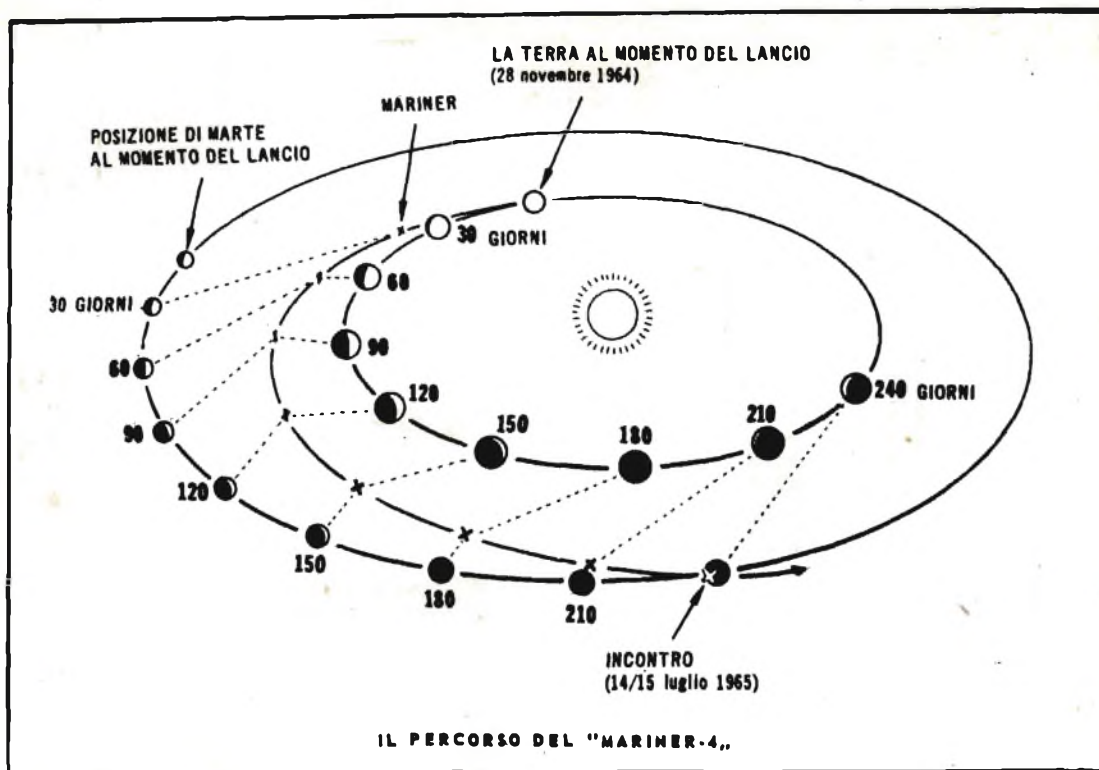 LA TERRA AL MOMENTO DEL LANCIO
(28 novembre 1964)
MARINER
POSIZIONE DI MARTE
AL MOMENTO DEL LANCIO
30 GIORNI
60
90
120
150
180
210
240 GIORNI
30 GIORNI
60
90
120
150
180
210
INCONTRO
(14/15 luglio 1965)
IL PERCORSO DEL "MARINER-4„